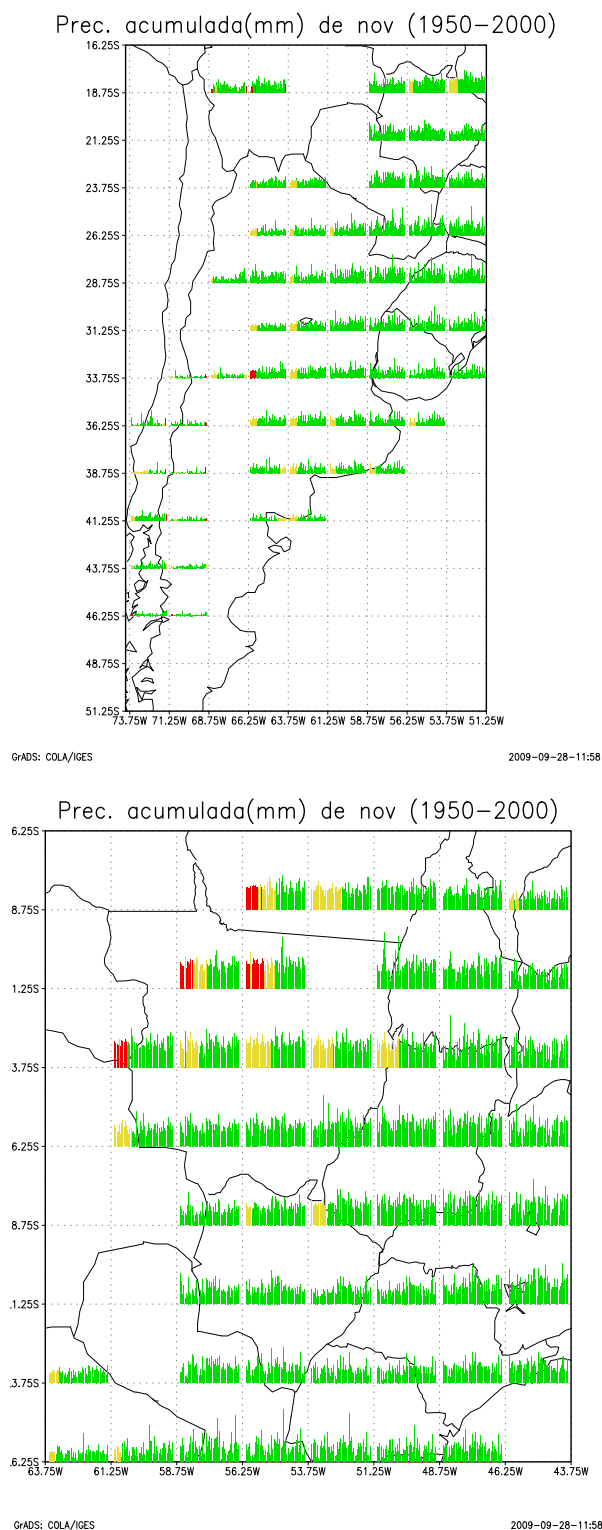 Prec. acumulada(mm) de nov (1950−2000)
16.25S
18.75S
21.25S
23.75S
26.25S
28.75S
31.25S
33.75S
36.25S
38.75S
41.25S
43.75S
46.25S
48.75S
51.25S
73.75W 71.25W 68.75W 66.25W 63.75W 61.25W 58.75W 56.25W 53.75W 51.25W
GrADS: COLA/IGES 2009−09−28−11:58
Prec. acumulada(mm) de nov (1950−2000)
6.25S
8.75S
1.25S
3.75S
6.25S
8.75S
1.25S
3.75S
6.25S
63.75W 61.25W 58.75W 56.25W 53.75W 51.25W 48.75W 46.25W 43.75W
GrADS: COLA/IGES 2009−09−28−11:58